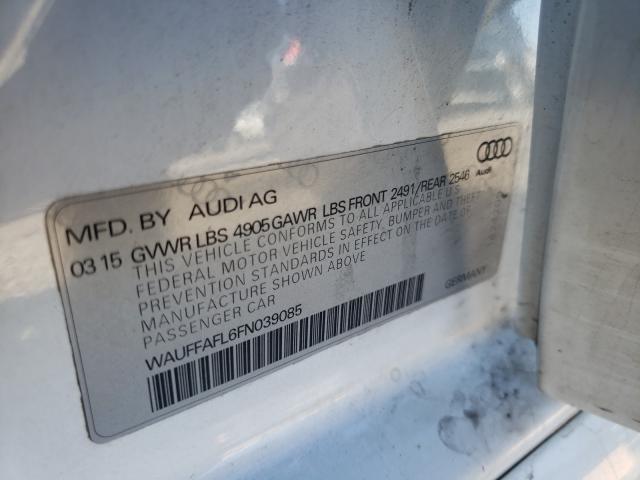 MFD. BY AUDI AG
Audi
03 15 GVWR LBS 4905 GAWR LBS FRONT 2491/REAR 2546
THIS VEHICLE CONFORMS TO ALL APPLICABLE U.S
FEDERAL MOTOR VEHICLE SAFETY, BUMPER AND THEFT
PREVENTION STANDARDS IN EFFECT ON THE DATE OF
MANUFACTURE SHOWN ABOVE
PASSENGER CAR
GERMANY
WAUFFAFL6FN039085